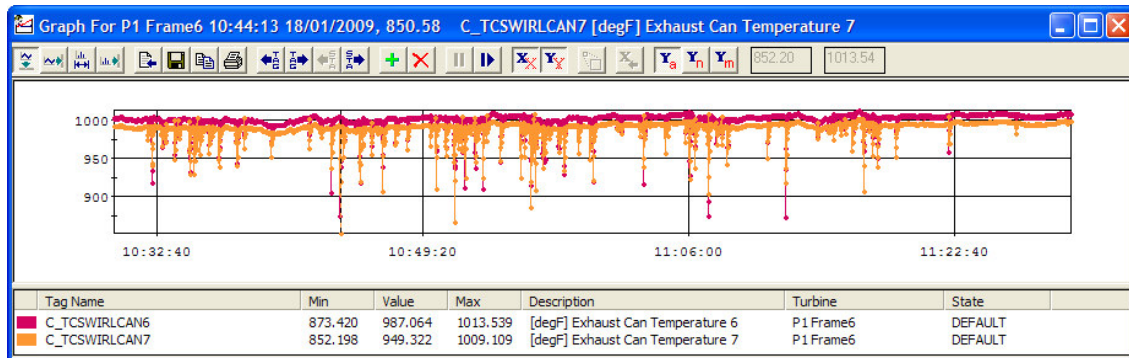 Graph For P1 Frame6 10:44:13 18/01/2009, 850.58 C_TCSWIRLCAN7 [degF] Exhaust Can Temperature 7
852.20 1013.54
1000
950
900
10:32:40 10:49:20 11:06:00 11:22:40
Tag Name Min Value Max Description Turbine State
C_TCSWIRLCAN6 873.420 987.064 1013.539 [degF] Exhaust Can Temperature 6 P1 Frame6 DEFAULT
C_TCSWIRLCAN7 852.198 949.322 1009.109 [degF] Exhaust Can Temperature 7 P1 Frame6 DEFAULT